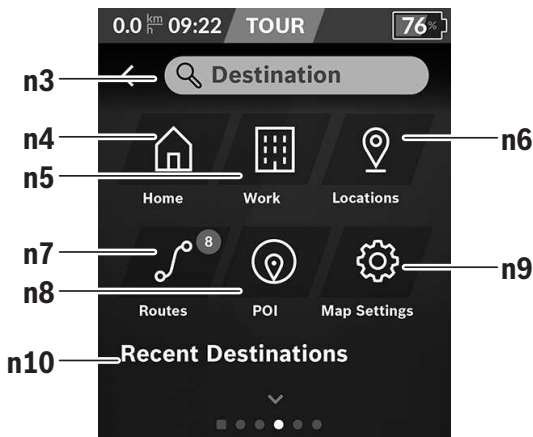 0.0 km/h 09:22 TOUR 76%
n3 Destination
n4 n6
n5
Home Work Locations
n7 8
n8 n9
Routes POI Map Settings
n10 Recent Destinations